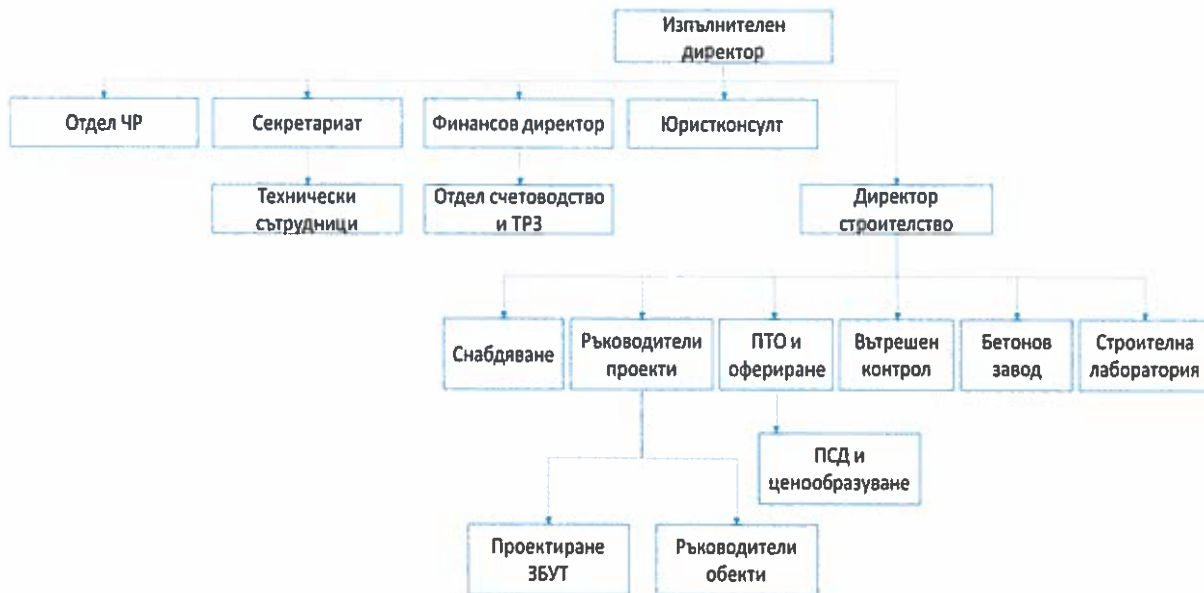 Изпълнителен
директор
Отдел ЧР
Секретариат
Финансов директор
Юристконсулт
Технически
сътрудници
Отдел счетоводство
и ТРЗ
Директор
строителство
Снабдяване
Ръководители
проекти
ПТО и
офериране
Вътрешен
контрол
Бетонов
завод
Строителна
лаборатория
ПСД и
ценообразуване
Проектиране
ЗБУТ
Ръководители
обекти